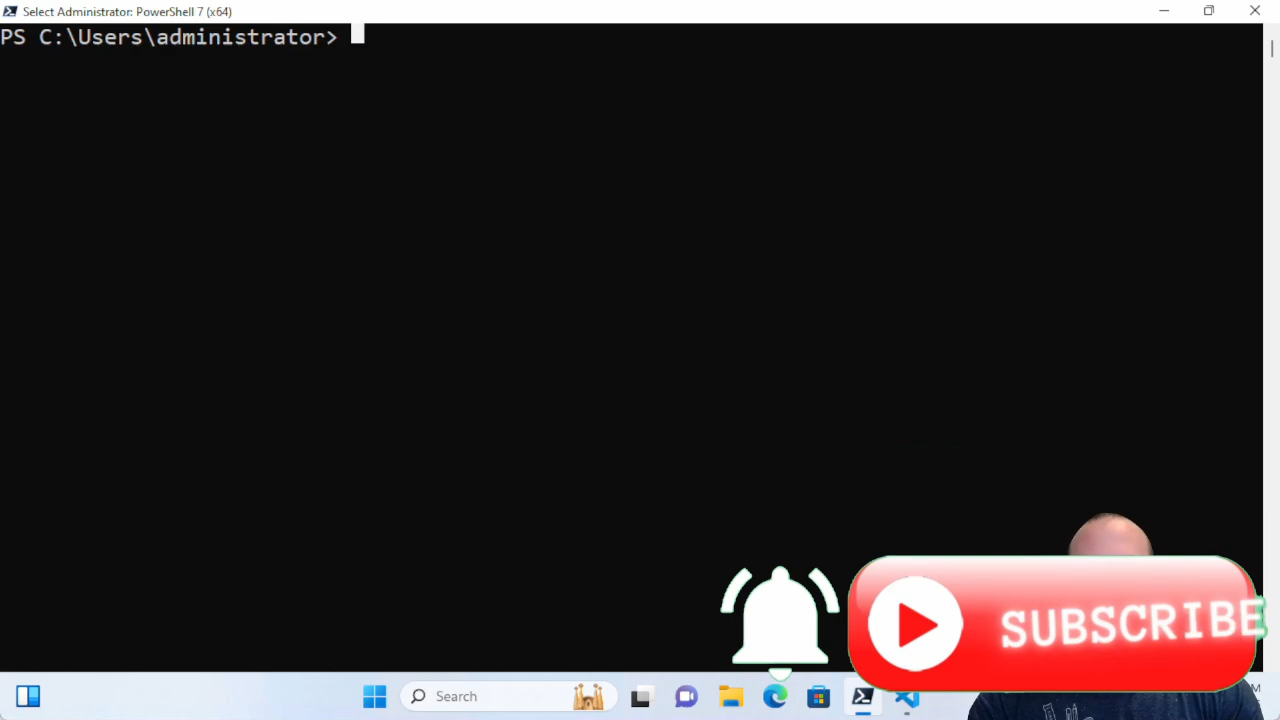 Select Administrator: PowerShell 7 (x64)
PS C:\Users\administrator>
SUBSCRIBE
Search
M